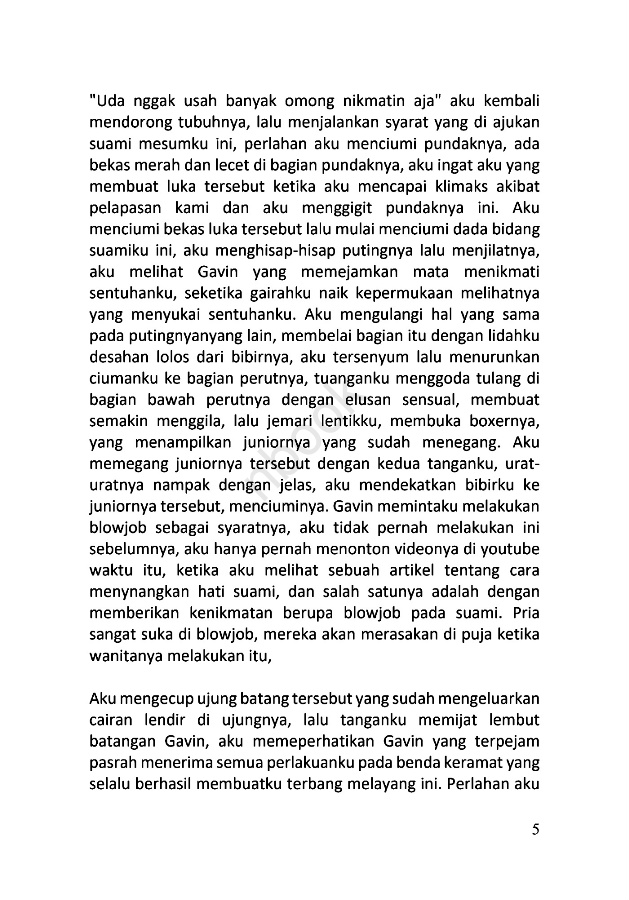 "Uda nggak usah banyak omong nikmatin aja" aku kembali
mendorong tubuhnya, lalu menjalankan syarat yang di ajukan
suami mesumku ini, perlahan aku menciumi pundaknya, ada
bekas merah dan lecet di bagian pundaknya, aku ingat aku yang
membuat luka tersebut ketika aku mencapai klimaks akibat
pelapasan kami dan aku menggigit pundaknya ini. Aku
menciumi bekas luka tersebut lalu mulai menciumi dada bidang
suamiku ini, aku menghisap-hisap putingnya lalu menjilatnya,
aku melihat Gavin yang memejamkan mata menikmati
sentuhanku, seketika gairahku naik kepermukaan melihatnya
yang menyukai sentuhanku. Aku mengulangi hal yang sama
pada putingnyanyang lain, membelai bagian itu dengan lidahku
desahan lolos dari bibirnya, aku tersenyum lalu menurunkan
ciumanku ke bagian perutnya, tuanganku menggoda tulang di
bagian bawah perutnya dengan elusan sensual, membuat
semakin menggila, lalu jemari lentikku, membuka boxernya,
yang menampilkan juniornya yang sudah menegang. Aku
memegang juniornya tersebut dengan kedua tanganku, urat-
uratnya nampak dengan jelas, aku mendekatkan bibirku ke
juniornya tersebut, menciuminya. Gavin memintaku melakukan
blowjob sebagai syaratnya, aku tidak pernah melakukan ini
sebelumnya, aku hanya pernah menonton videonya di youtube
waktu itu, ketika aku melihat sebuah artikel tentang cara
menynangkan hati suami, dan salah satunya adalah dengan
memberikan kenikmatan berupa blowjob pada suami. Pria
sangat suka di blowjob, mereka akan merasakan di puja ketika
wanitanya melakukan itu,
Aku mengecup ujung batang tersebut yang sudah mengeluarkan
cairan lendir di ujungnya, lalu tanganku memijat lembut
batangan Gavin, aku memeperhatikan Gavin yang terpejam
pasrah menerima semua perlakuanku pada benda keramat yang
selalu berhasil membuatku terbang melayang ini. Perlahan aku
5